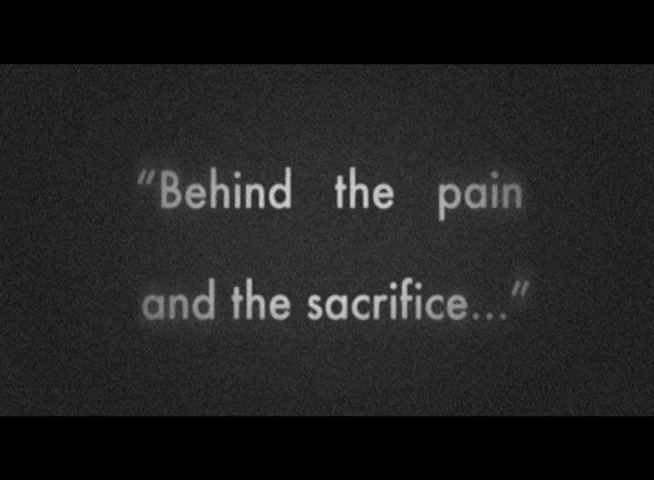 “Behind the pain
and the sacrifice...”